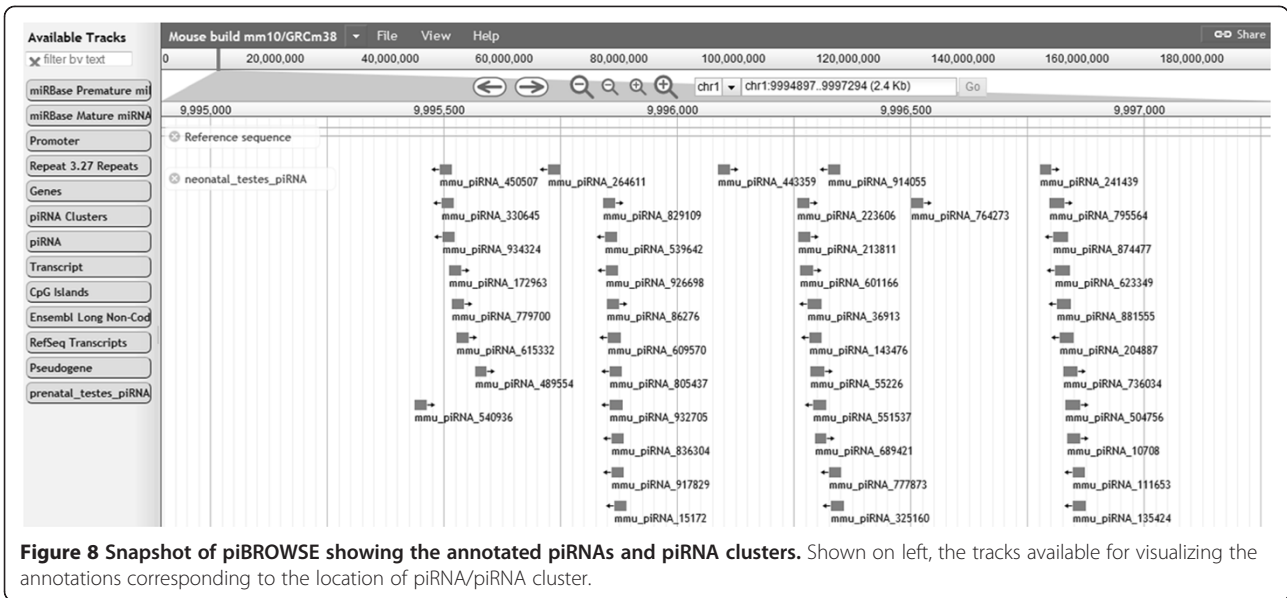 Available Tracks
filter by text
miRBase Premature mi
miRBase Mature miRNA
Promoter
Repeat 3.27 Repeats
Genes
piRNA Clusters
piRNA
Transcript
CpG Islands
Ensembl Long Non-Cod
RefSeq Transcripts
Pseudogene
prenatal_testes_piRNA
Mouse build mm10/GRCm38 File View Help Share
0 20,000,000 40,000,000 60,000,000 80,000,000 100,000,000 120,000,000 140,000,000 160,000,000 180,000,000
chr1 chr1:9994897..9997294 (2.4 Kb) Go
9,995,000 9,995,500 9,996,000 9,996,500 9,997,000
Reference sequence
neonatal_testes_piRNA
mmu_piRNA_450507 mmu_piRNA_264611 mmu_piRNA_443359 mmu_piRNA_914055 mmu_piRNA_241439
mmu_piRNA_330645 mmu_piRNA_829109 mmu_piRNA_223606 mmu_piRNA_764273 mmu_piRNA_795564
mmu_piRNA_934324 mmu_piRNA_539642 mmu_piRNA_213811 mmu_piRNA_874477
mmu_piRNA_172963 mmu_piRNA_926698 mmu_piRNA_601166 mmu_piRNA_623349
mmu_piRNA_779700 mmu_piRNA_86276 mmu_piRNA_36913 mmu_piRNA_881555
mmu_piRNA_615332 mmu_piRNA_609570 mmu_piRNA_143476 mmu_piRNA_204887
mmu_piRNA_489554 mmu_piRNA_805437 mmu_piRNA_55226 mmu_piRNA_736034
mmu_piRNA_540936 mmu_piRNA_932705 mmu_piRNA_551537 mmu_piRNA_504756
mmu_piRNA_836304 mmu_piRNA_689421 mmu_piRNA_10708
mmu_piRNA_917829 mmu_piRNA_777873 mmu_piRNA_111653
mmu_piRNA_15172 mmu_piRNA_325160 mmu_piRNA_135424
Figure 8 Snapshot of piBROWSE showing the annotated piRNAs and piRNA clusters. Shown on left, the tracks available for visualizing the
annotations corresponding to the location of piRNA/piRNA cluster.